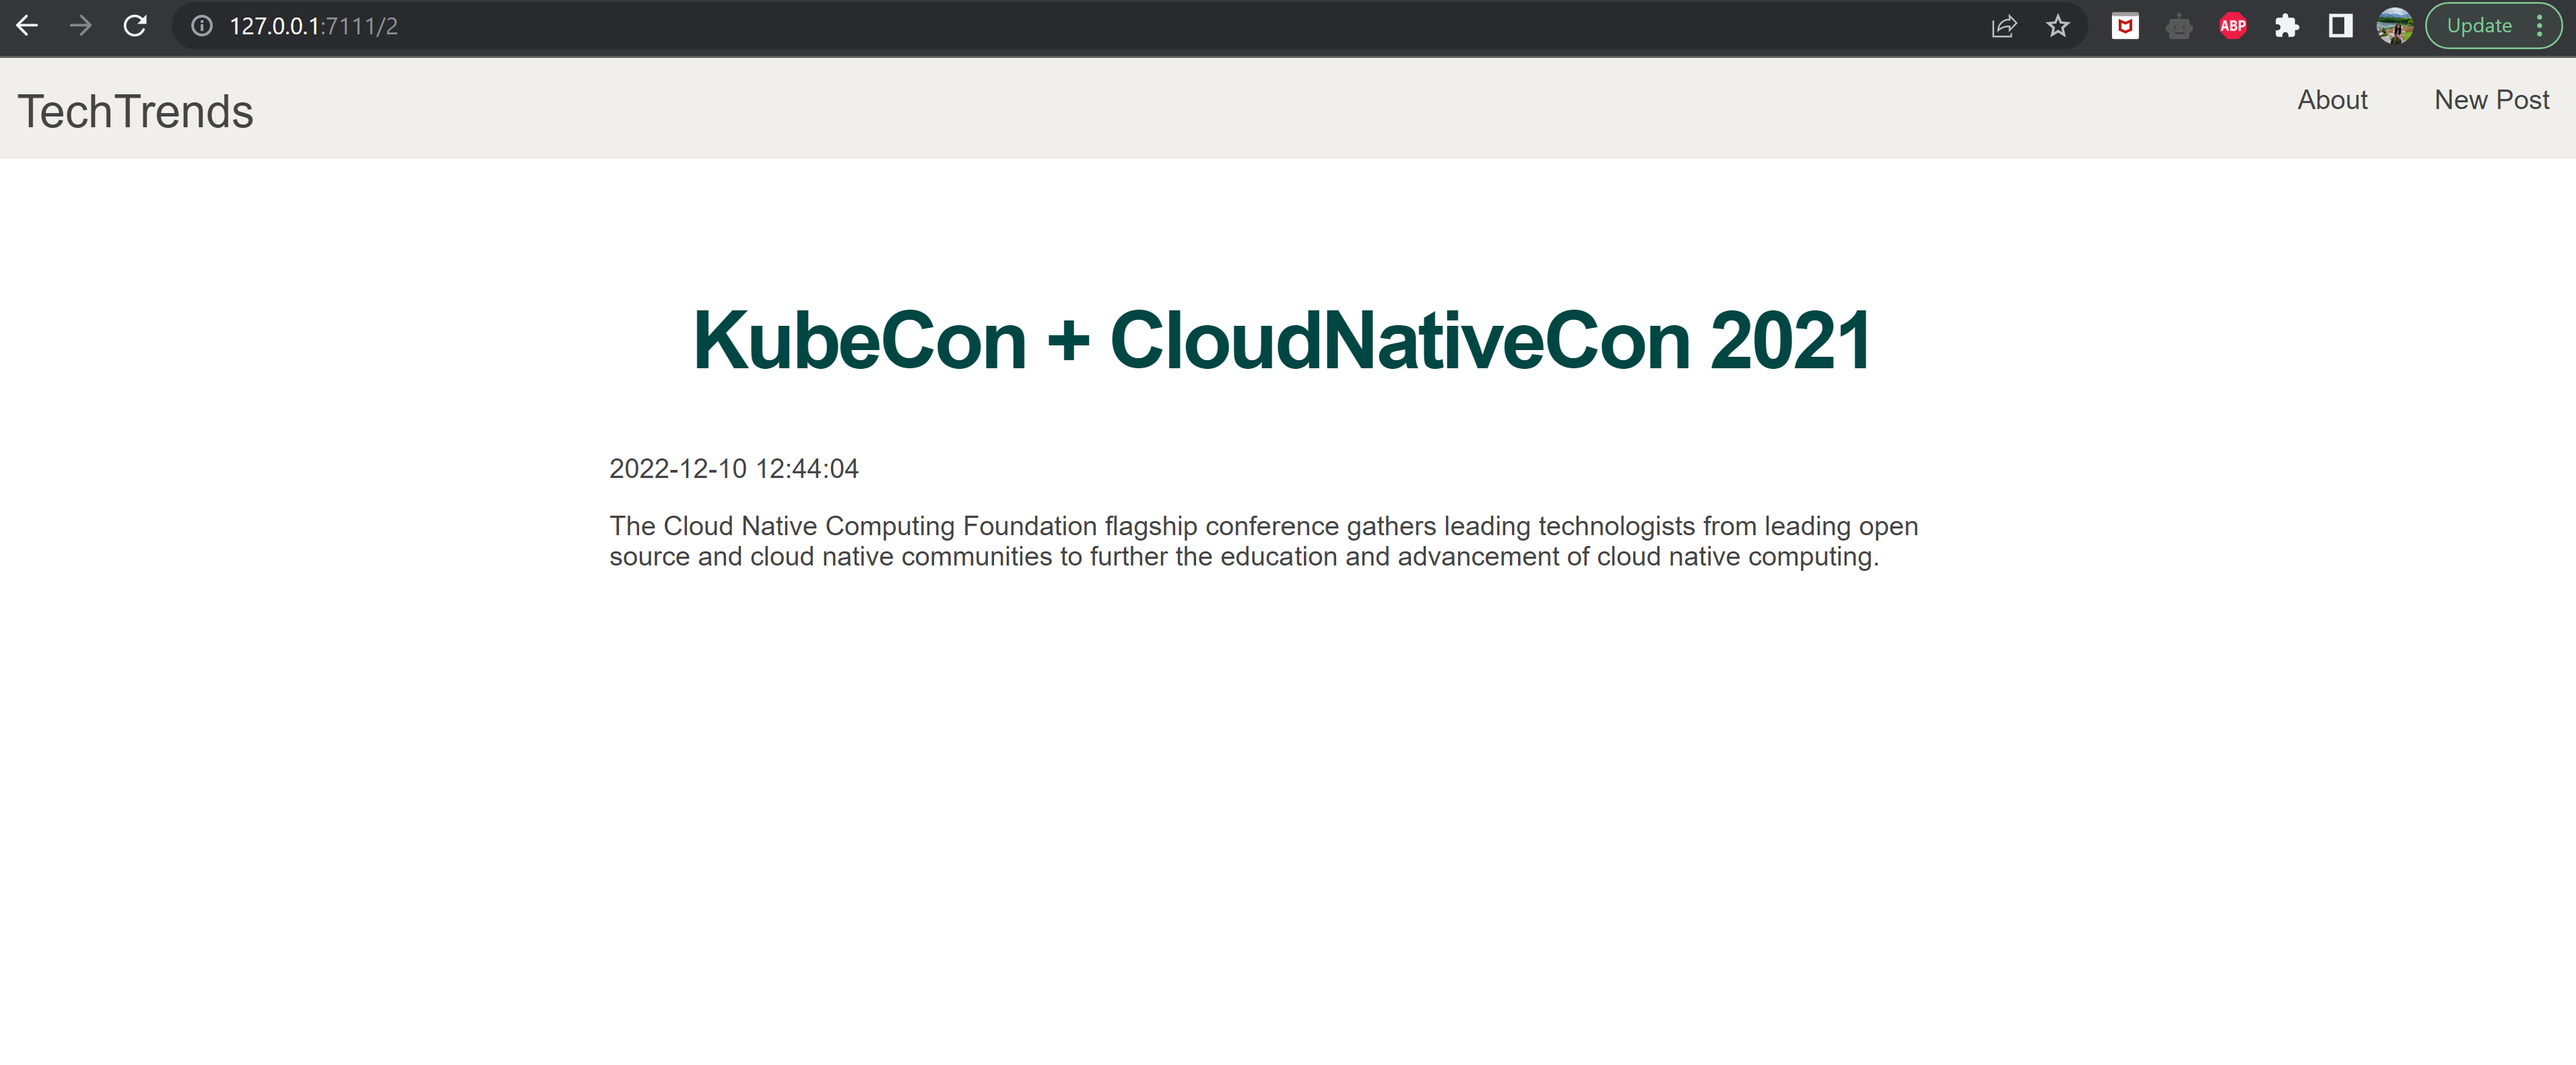 127.0.0.1:7111/2
ABP
Update
TechTrends
About
New Post
KubeCon + CloudNativeCon 2021
2022-12-10 12:44:04
The Cloud Native Computing Foundation flagship conference gathers leading technologists from leading open
source and cloud native communities to further the education and advancement of cloud native computing.